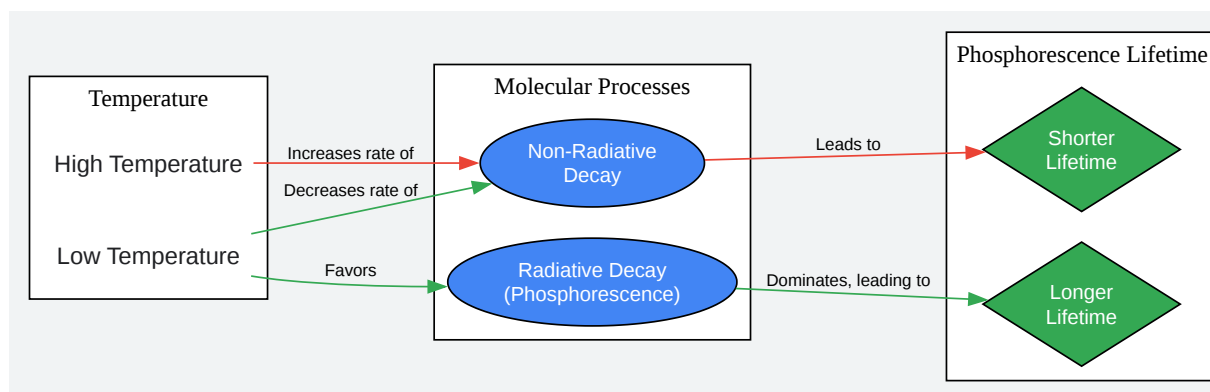 Temperature
High Temperature
Low Temperature
Increases rate of
Decreases rate of
Favors
Molecular Processes
Non-Radiative
Decay
Radiative Decay
(Phosphorescence)
Leads to
Dominates, leading to
Phosphorescence Lifetime
Shorter
Lifetime
Longer
Lifetime